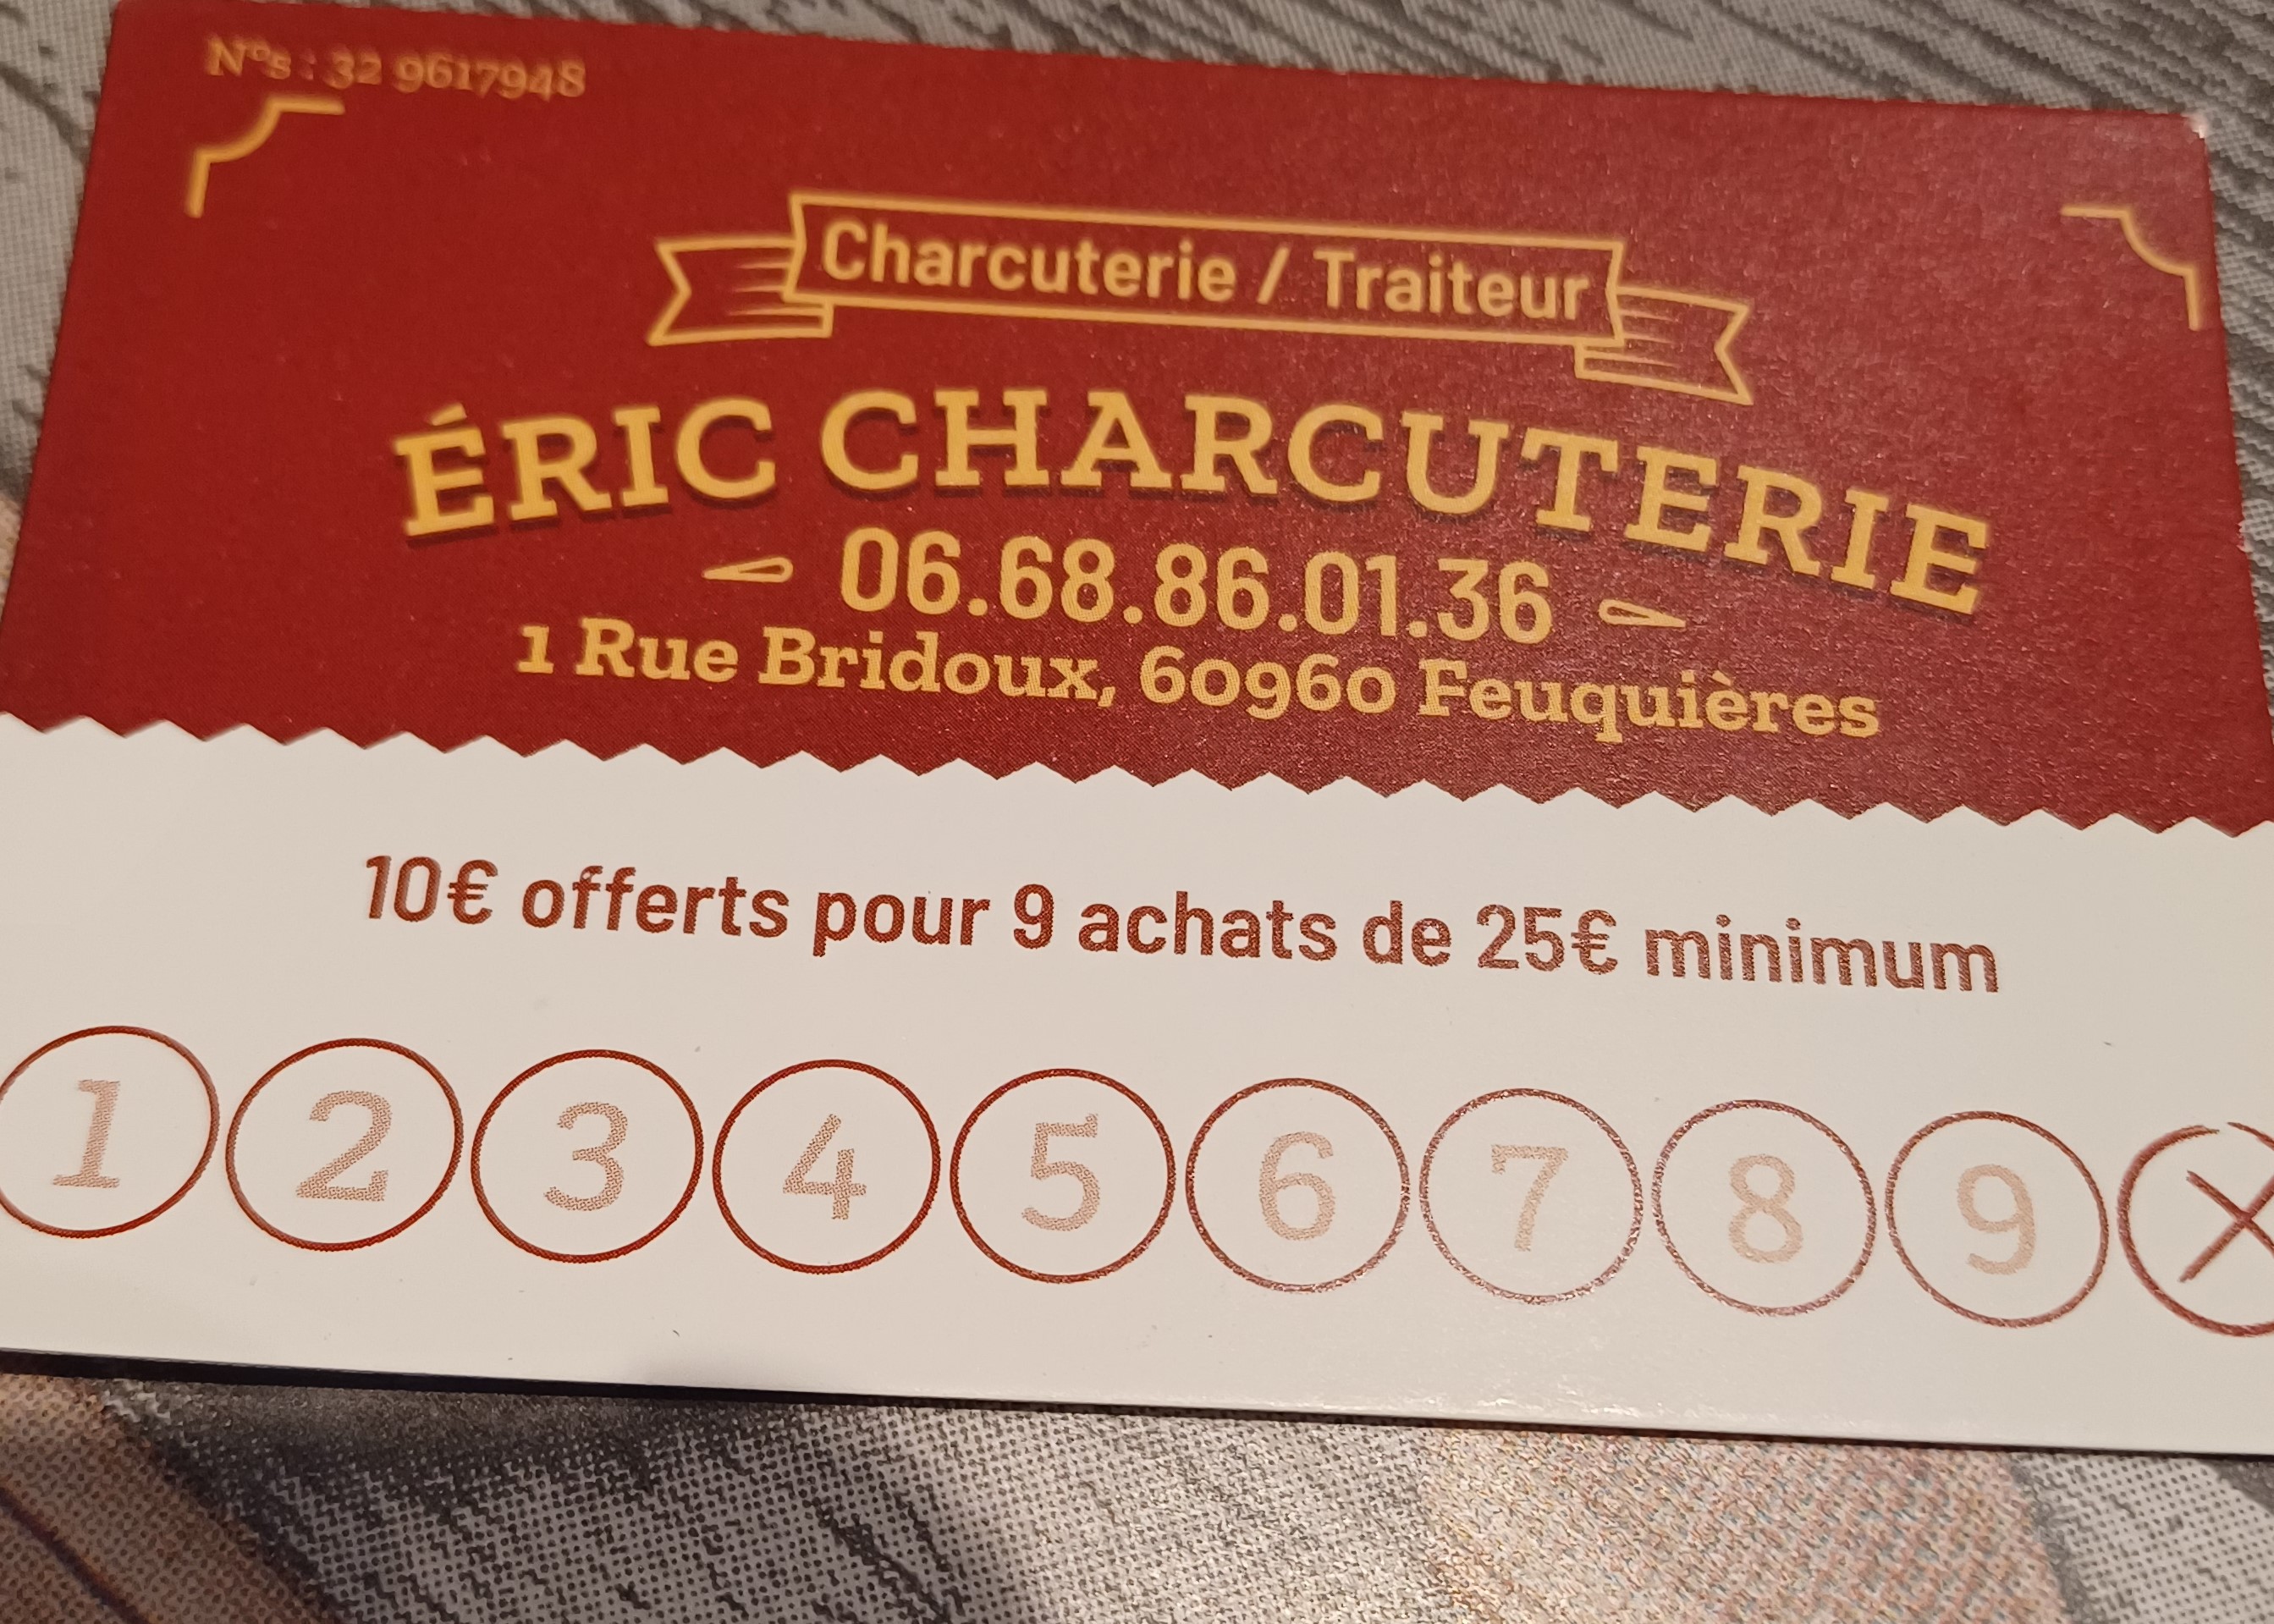 N°s : 32 9617948
Charcuterie / Traiteur
ÉRIC CHARCUTERIE
06.68.86.01.36
1 Rue Bridoux, 60960 Feuquières
10€ offerts pour 9 achats de 25€ minimum
1 2 3 4 5 6 7 8 9